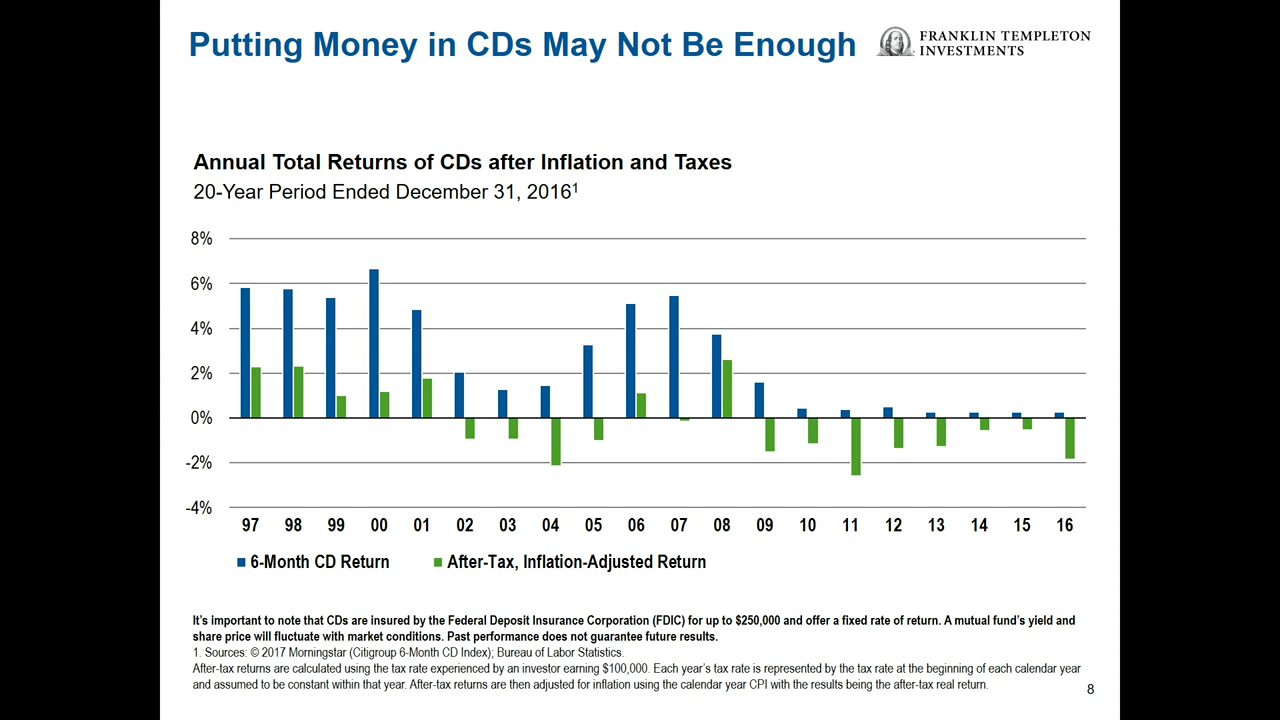 Putting Money in CDs May Not Be Enough
FRANKLIN TEMPLETON
INVESTMENTS
Annual Total Returns of CDs after Inflation and Taxes
20-Year Period Ended December 31, 2016¹
8%
6%
4%
2%
0%
-2%
-4%
97 98 99 00 01 02 03 04 05 06 07 08 09 10 11 12 13 14 15 16
6-Month CD Return After-Tax, Inflation-Adjusted Return
It's important to note that CDs are insured by the Federal Deposit Insurance Corporation (FDIC) for up to $250,000 and offer a fixed rate of return. A mutual fund's yield and
share price will fluctuate with market conditions. Past performance does not guarantee future results.
1. Sources: © 2017 Morningstar (Citigroup 6-Month CD Index); Bureau of Labor Statistics.
After-tax returns are calculated using the tax rate experienced by an investor earning $100,000. Each year's tax rate is represented by the tax rate at the beginning of each calendar year
and assumed to be constant within that year. After-tax returns are then adjusted for inflation using the calendar year CPI with the results being the after-tax real return.
8